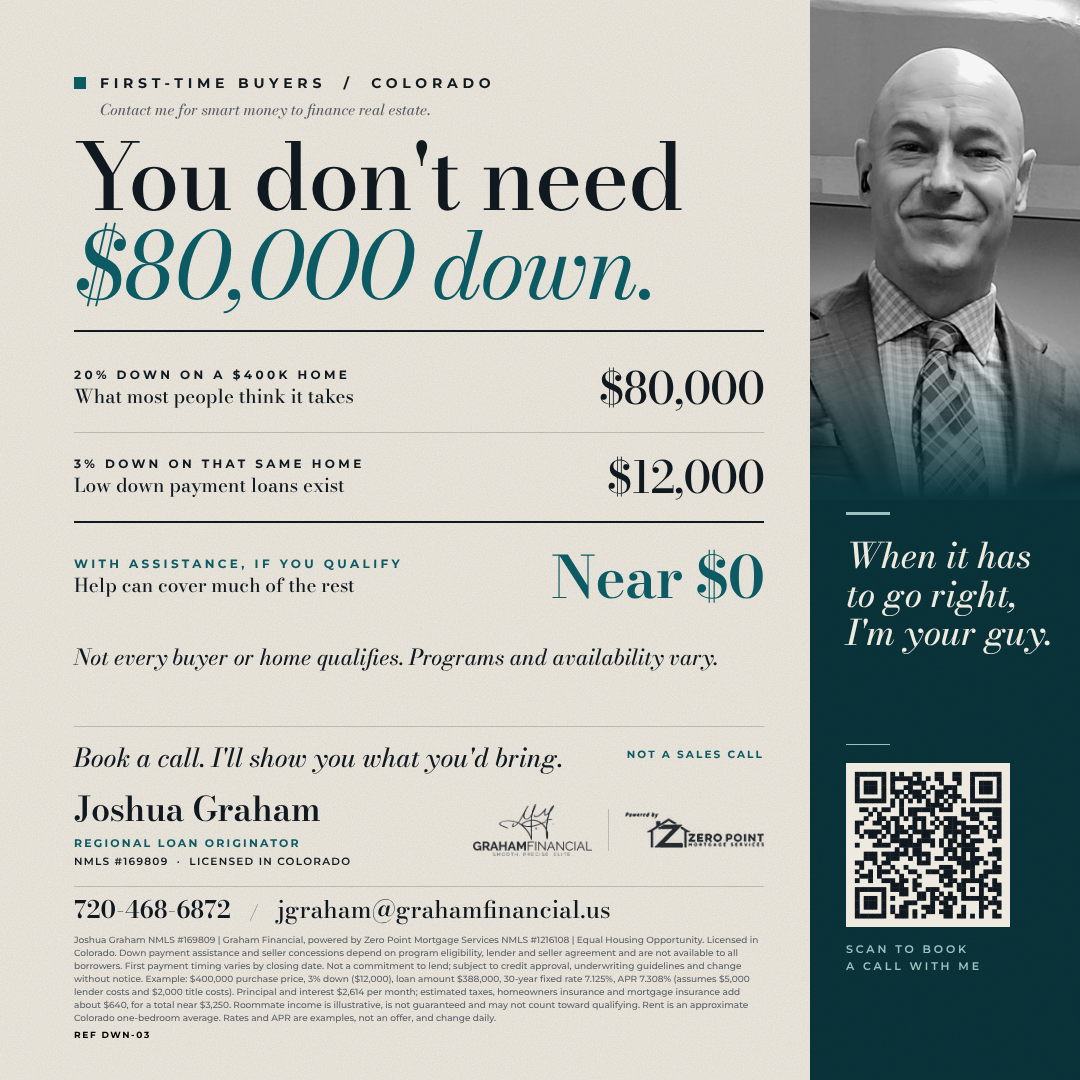 FIRST-TIME BUYERS / COLORADO
Contact me for smart money to finance real estate.
You don't need
$80,000 down.
20% DOWN ON A $400K HOME
What most people think it takes
$80,000
3% DOWN ON THAT SAME HOME
Low down payment loans exist
$12,000
WITH ASSISTANCE, IF YOU QUALIFY
Help can cover much of the rest
Near $0
Not every buyer or home qualifies. Programs and availability vary.
Book a call. I'll show you what you'd bring.
NOT A SALES CALL
Joshua Graham
REGIONAL LOAN ORIGINATOR
NMLS #169809 · LICENSED IN COLORADO
GRAHAMFINANCIAL
SMOOTH. PRECISE. ELITE.
Powered by
ZERO POINT
MORTGAGE SERVICES
720-468-6872 / jgraham@grahamfinancial.us
Joshua Graham NMLS #169809 | Graham Financial, powered by Zero Point Mortgage Services NMLS #1216108 | Equal Housing Opportunity. Licensed in
Colorado. Down payment assistance and seller concessions depend on program eligibility, lender and seller agreement and are not available to all
borrowers. First payment timing varies by closing date. Not a commitment to lend; subject to credit approval, underwriting guidelines and change
without notice. Example: $400,000 purchase price, 3% down ($12,000), loan amount $388,000, 30-year fixed rate 7.125%, APR 7.308% (assumes $5,000
lender costs and $2,000 title costs). Principal and interest $2,614 per month; estimated taxes, homeowners insurance and mortgage insurance add
about $640, for a total near $3,250. Roommate income is illustrative, is not guaranteed and may not count toward qualifying. Rent is an approximate
Colorado one-bedroom average. Rates and APR are examples, not an offer, and change daily.
REF DWN-03
When it has
to go right,
I'm your guy.
SCAN TO BOOK
A CALL WITH ME